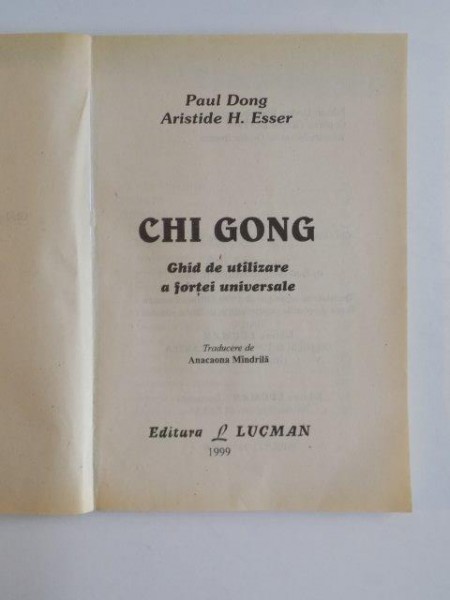 Paul Dong
Aristide H. Esser
CHI GONG
Ghid de utilizare
a forței universale
Traducere de
Anacaona Mîndrilă
Editura L LUCMAN
1999